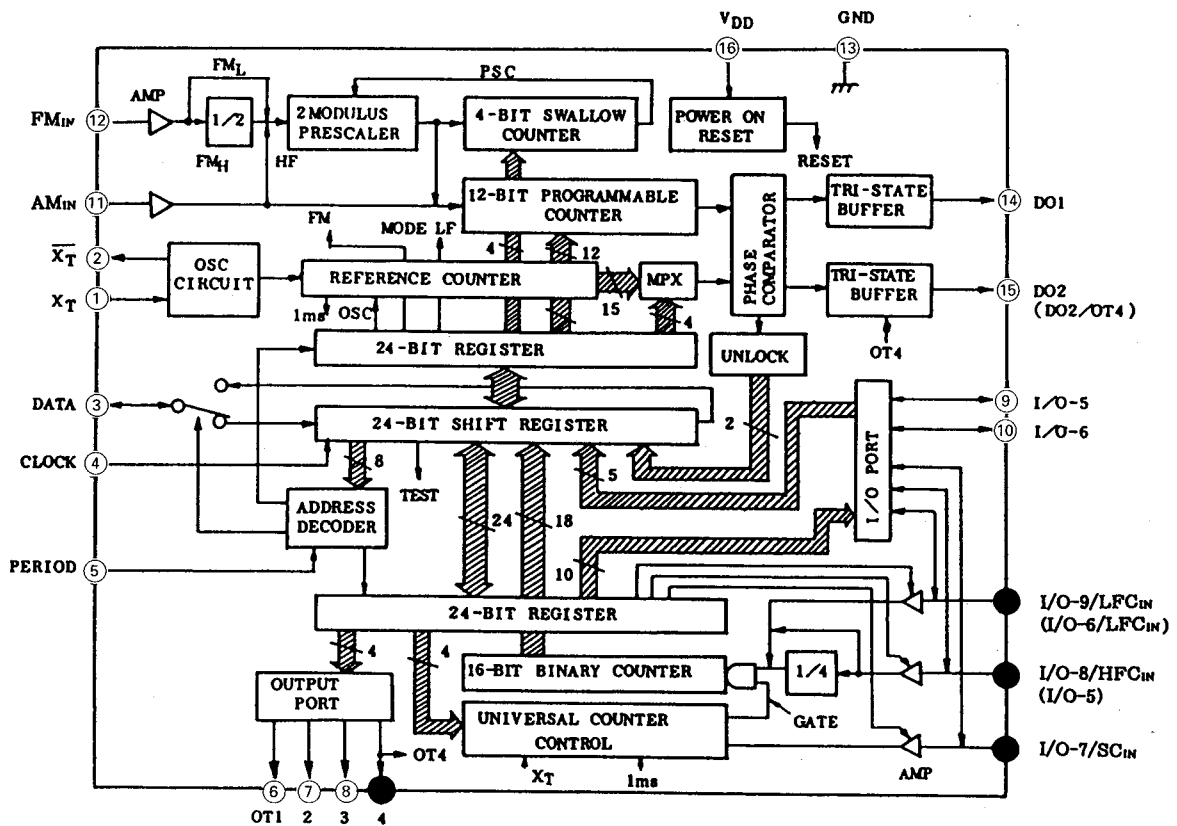 VDD
GND
16
13
FML
PSC
AMP
FMIN
12
1/2
2 MODULUS
PRESCALER
4-BIT SWALLOW
COUNTER
POWER ON
RESET
FMH
HF
RESET
AMIN
11
12-BIT PROGRAMMABLE
COUNTER
PHASE COMPARATOR
TRI-STATE
BUFFER
14
DO1
FM
MODE LF
4
12
XT
2
OSC
CIRCUIT
REFERENCE COUNTER
MPX
TRI-STATE
BUFFER
15
DO2
(DO2/OT4)
XT
1
1ms
OSC
15
4
OT4
24-BIT REGISTER
UNLOCK
DATA
3
24-BIT SHIFT REGISTER
2
9
I/O-5
10
I/O-6
CLOCK
4
8
TEST
5
I/O PORT
ADDRESS
DECODER
24
18
PERIOD
5
10
24-BIT REGISTER
I/O-9/LFCIN
(I/O-6/LFCIN)
4
4
16-BIT BINARY COUNTER
1/4
I/O-8/HFCIN
(I/O-5)
OUTPUT
PORT
GATE
UNIVERSAL COUNTER
CONTROL
OT4
I/O-7/SCIN
AMP
XT
1ms
6
7
8
OT1
2
3
4